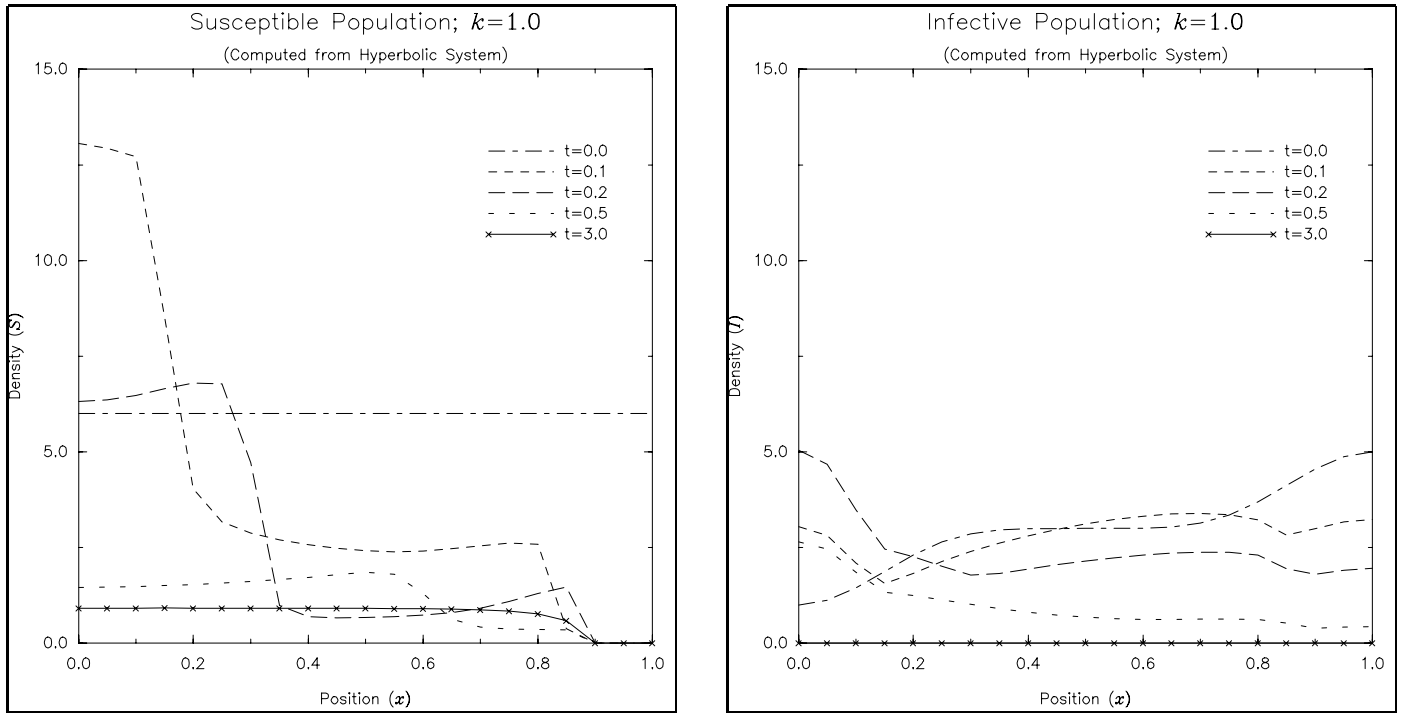 Susceptible Population; k=1.0
(Computed from Hyperbolic System)
15.0
10.0
5.0
0.0
Density (S)
t=0.0
t=0.1
t=0.2
t=0.5
t=3.0
0.0 0.2 0.4 0.6 0.8 1.0
Position (x)
Infective Population; k=1.0
(Computed from Hyperbolic System)
15.0
10.0
5.0
0.0
Density (I)
t=0.0
t=0.1
t=0.2
t=0.5
t=3.0
0.0 0.2 0.4 0.6 0.8 1.0
Position (x)